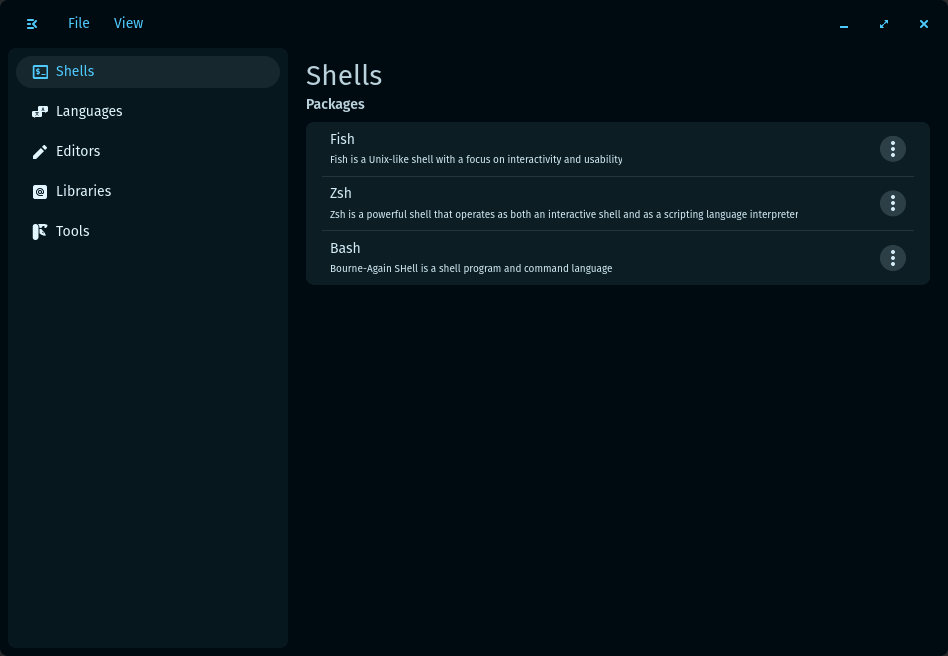 File View
Shells
Languages
Editors
Libraries
Tools
Shells
Packages
Fish
Fish is a Unix-like shell with a focus on interactivity and usability
Zsh
Zsh is a powerful shell that operates as both an interactive shell and as a scripting language interpreter
Bash
Bourne-Again SHell is a shell program and command language